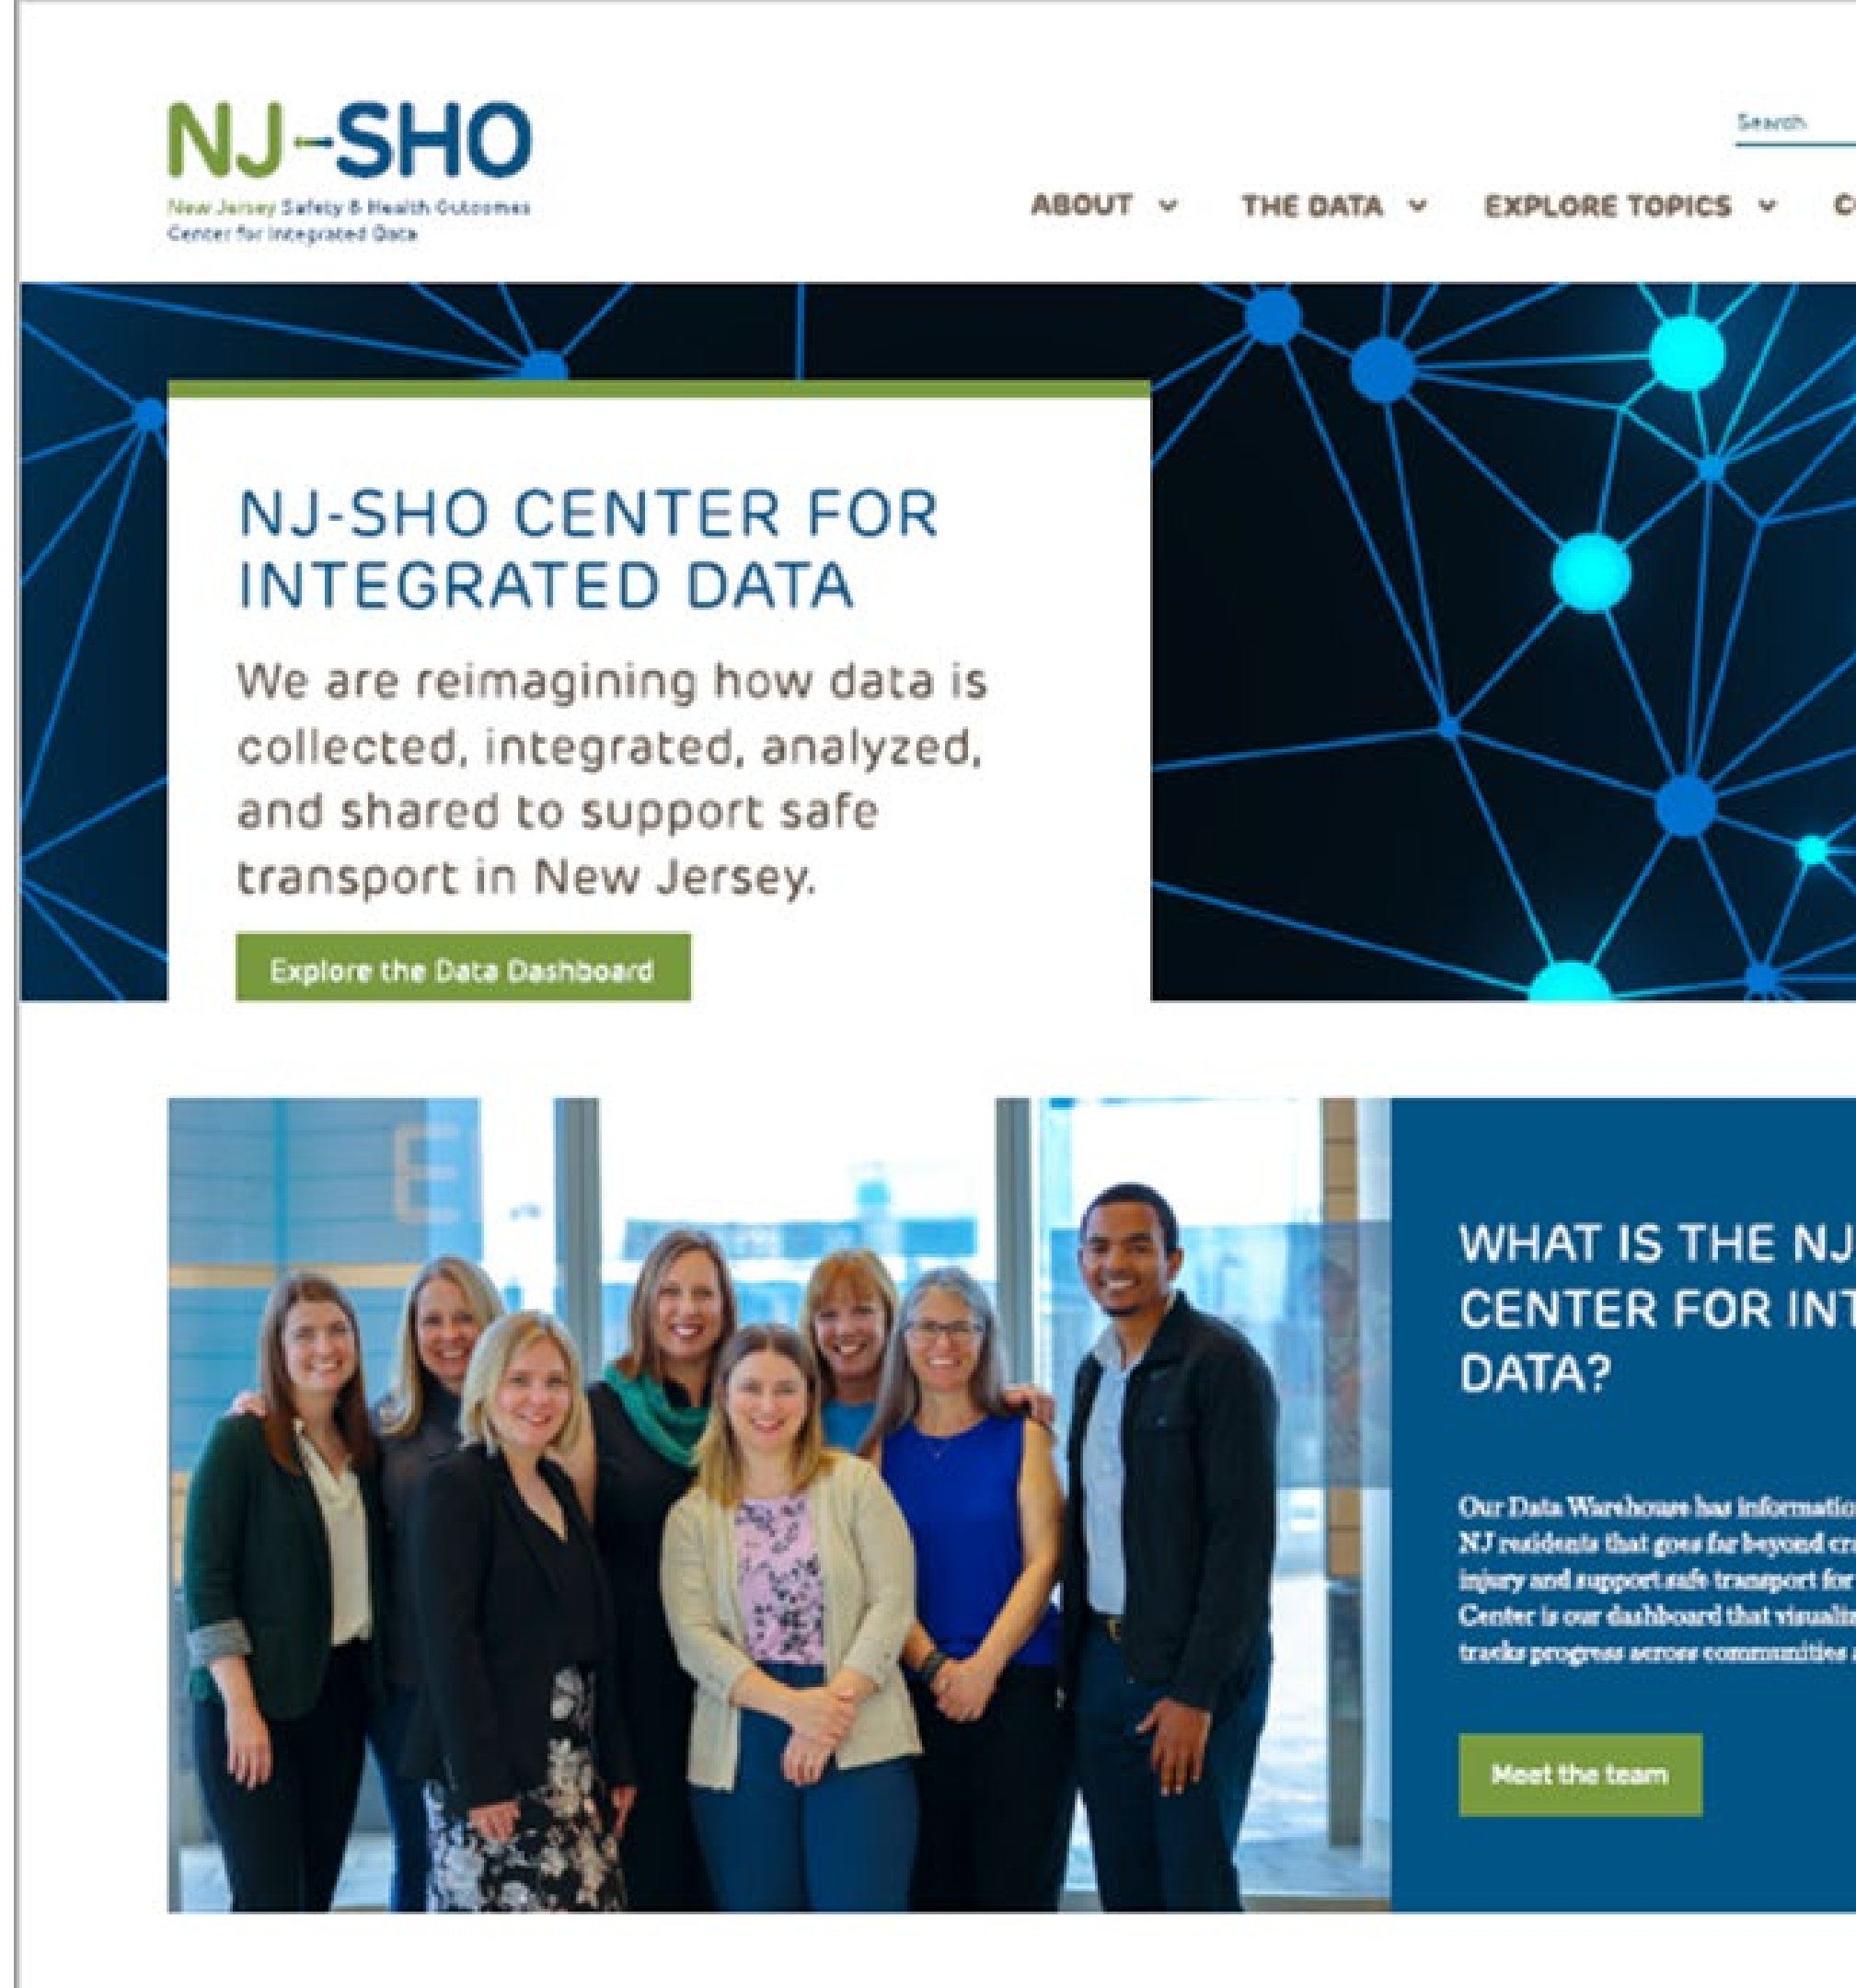 NJ-SHO
New Jersey Safety & Health Outcomes
Center for Integrated Data
Search
ABOUT THE DATA EXPLORE TOPICS
NJ-SHO CENTER FOR
INTEGRATED DATA
We are reimagining how data is
collected, integrated, analyzed,
and shared to support safe
transport in New Jersey.
Explore the Data Dashboard
E
WHAT IS THE NJ
CENTER FOR INT
DATA?
Our Data Warehouse has informatio
NJ residents that goes far beyond cra
injury and support safe transport for
Center is our dashboard that visualiz
tracks progress across communities a
Meet the team